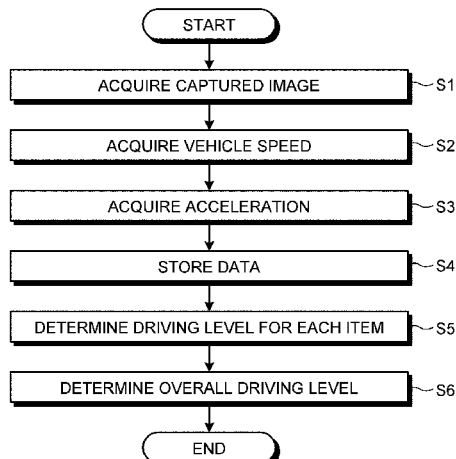 START
ACQUIRE CAPTURED IMAGE S1
ACQUIRE VEHICLE SPEED S2
ACQUIRE ACCELERATION S3
STORE DATA S4
DETERMINE DRIVING LEVEL FOR EACH ITEM S5
DETERMINE OVERALL DRIVING LEVEL S6
END